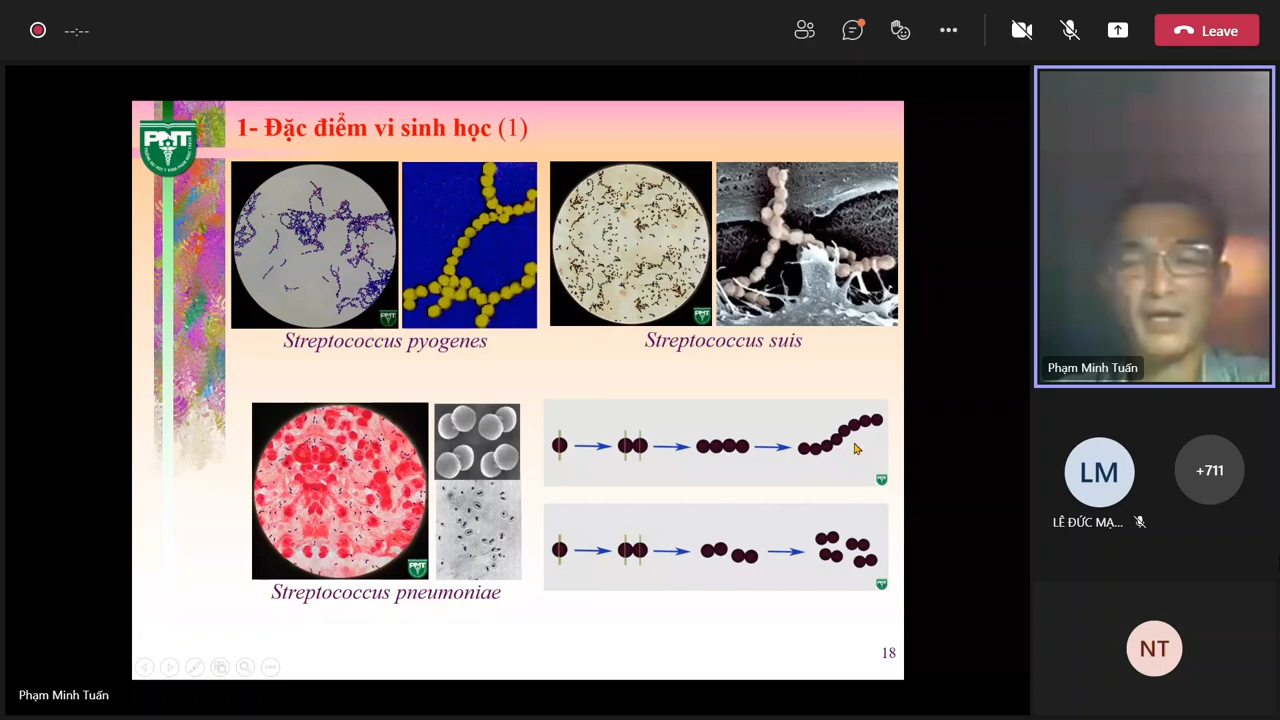 --:--
Leave
1- Đặc điểm vi sinh học (1)
PNT
Streptococcus pyogenes
Streptococcus suis
Streptococcus pneumoniae
18
Phạm Minh Tuấn
Phạm Minh Tuấn
LM
LÊ ĐỨC MẠ...
+711
NT